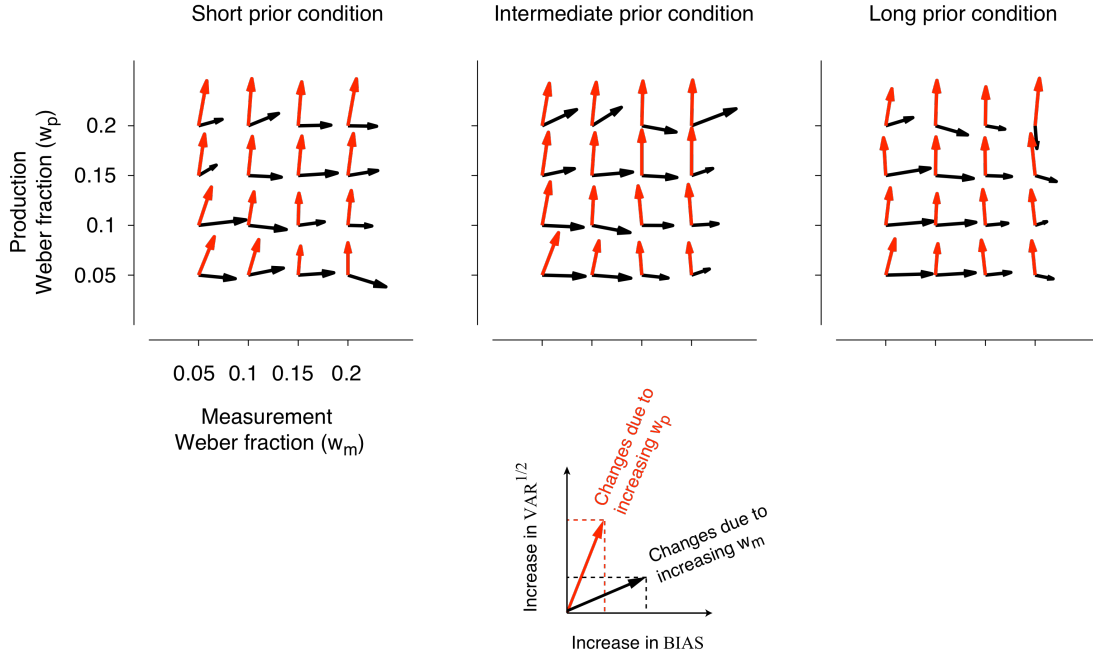 Short prior condition
Intermediate prior condition
Long prior condition
Production
Weber fraction (wp)
0.2
0.15
0.1
0.05
0.05 0.1 0.15 0.2
Measurement
Weber fraction (wm)
Increase in VAR1/2
Changes due to
increasing wp
Changes due to
increasing wm
Increase in BIAS